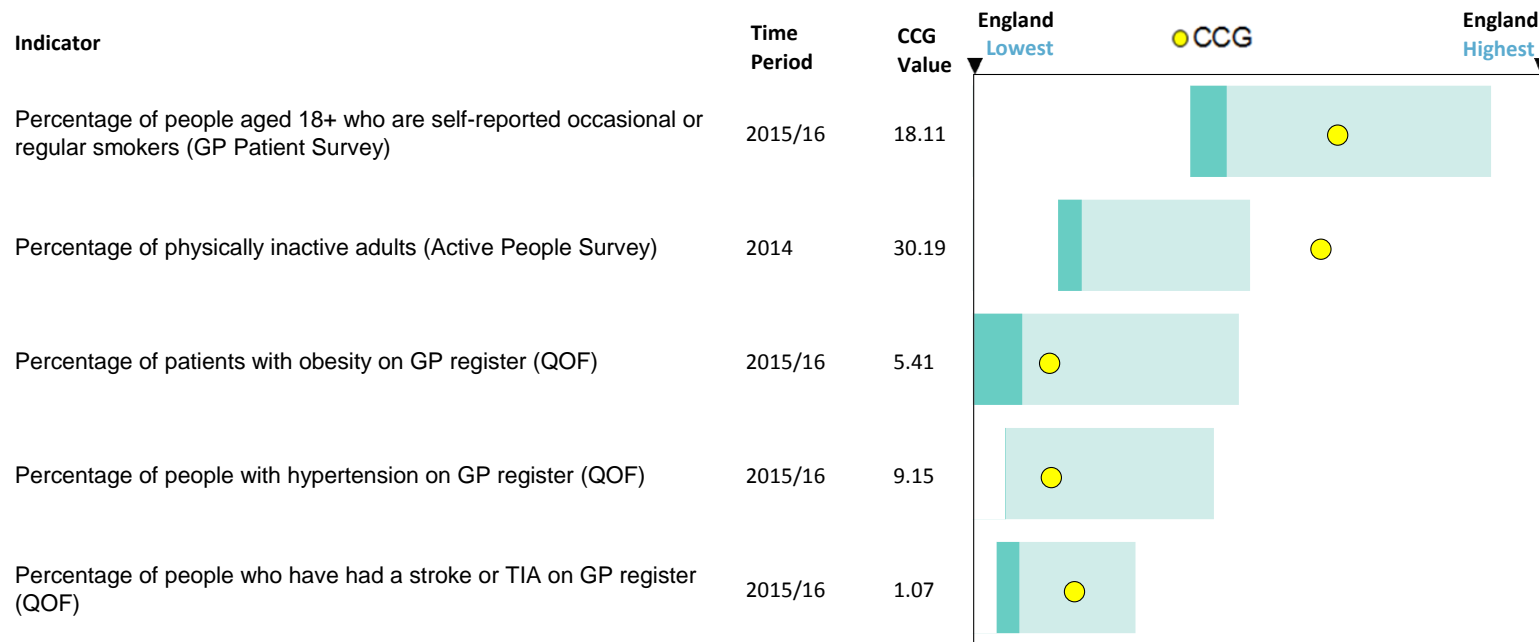 Indicator
Time
Period
CCG
Value
England
Lowest
CCG
England
Highest
Percentage of people aged 18+ who are self-reported occasional or
regular smokers (GP Patient Survey)
2015/16
18.11
Percentage of physically inactive adults (Active People Survey)
2014
30.19
Percentage of patients with obesity on GP register (QOF)
2015/16
5.41
Percentage of people with hypertension on GP register (QOF)
2015/16
9.15
Percentage of people who have had a stroke or TIA on GP register
(QOF)
2015/16
1.07